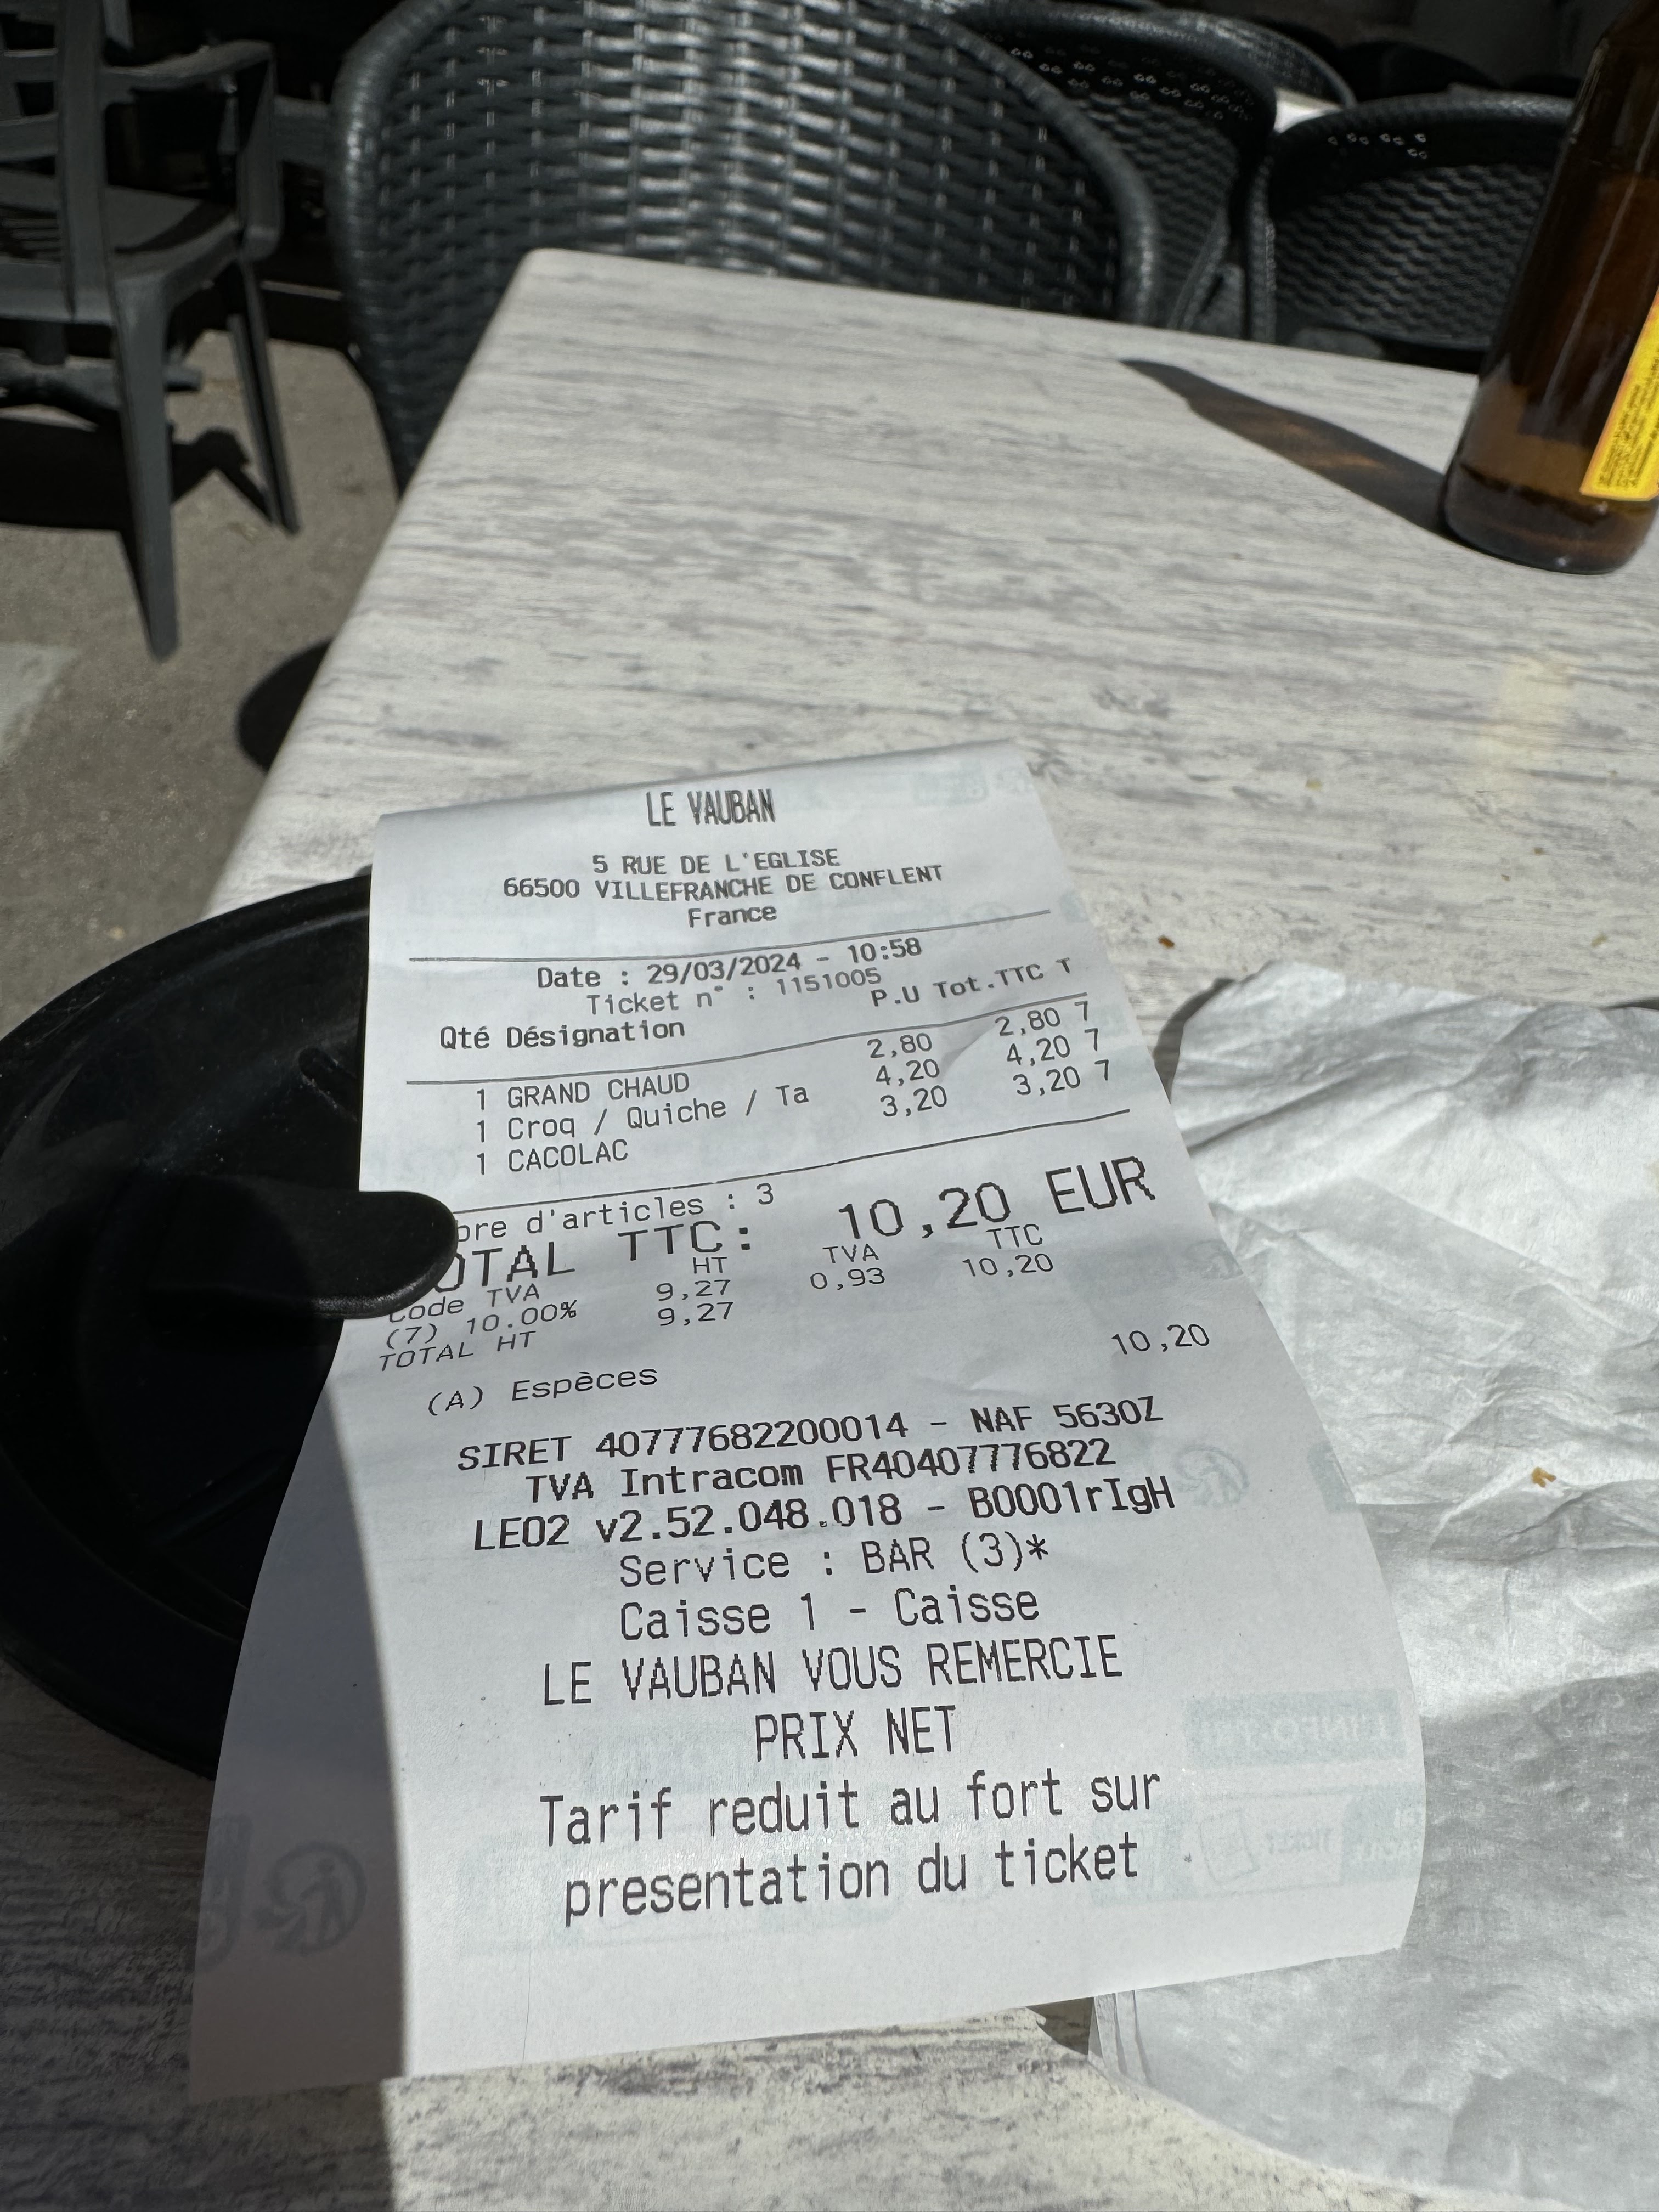 LE VAUBAN
5 RUE DE L'EGLISE
66500 VILLEFRANCHE DE CONFLENT
France
Date : 29/03/2024 - 10:58
Ticket n° : 1151005
Qté Désignation P.U Tot.TTC T
1 GRAND CHAUD 2,80 2,80 7
1 Croq / Quiche / Ta 4,20 4,20 7
1 CACOLAC 3,20 3,20 7
bre d'articles : 3
OTAL TTC: 10,20 EUR
Code TVA HT TVA TTC
(7) 10.00% 9,27 0,93 10,20
TOTAL HT 9,27
(A) Espèces 10,20
SIRET 40777682200014 - NAF 5630Z
TVA Intracom FR40407776822
LEO2 v2.52.048.018 - B0001rIgH
Service : BAR (3)*
Caisse 1 - Caisse
LE VAUBAN VOUS REMERCIE
PRIX NET
Tarif reduit au fort sur
presentation du ticket